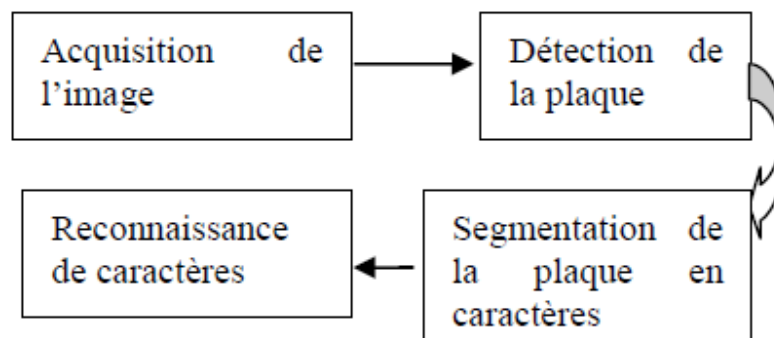 Acquisition de
l'image
Détection de
la plaque
Segmentation de
la plaque en
caractères
Reconnaissance
de caractères